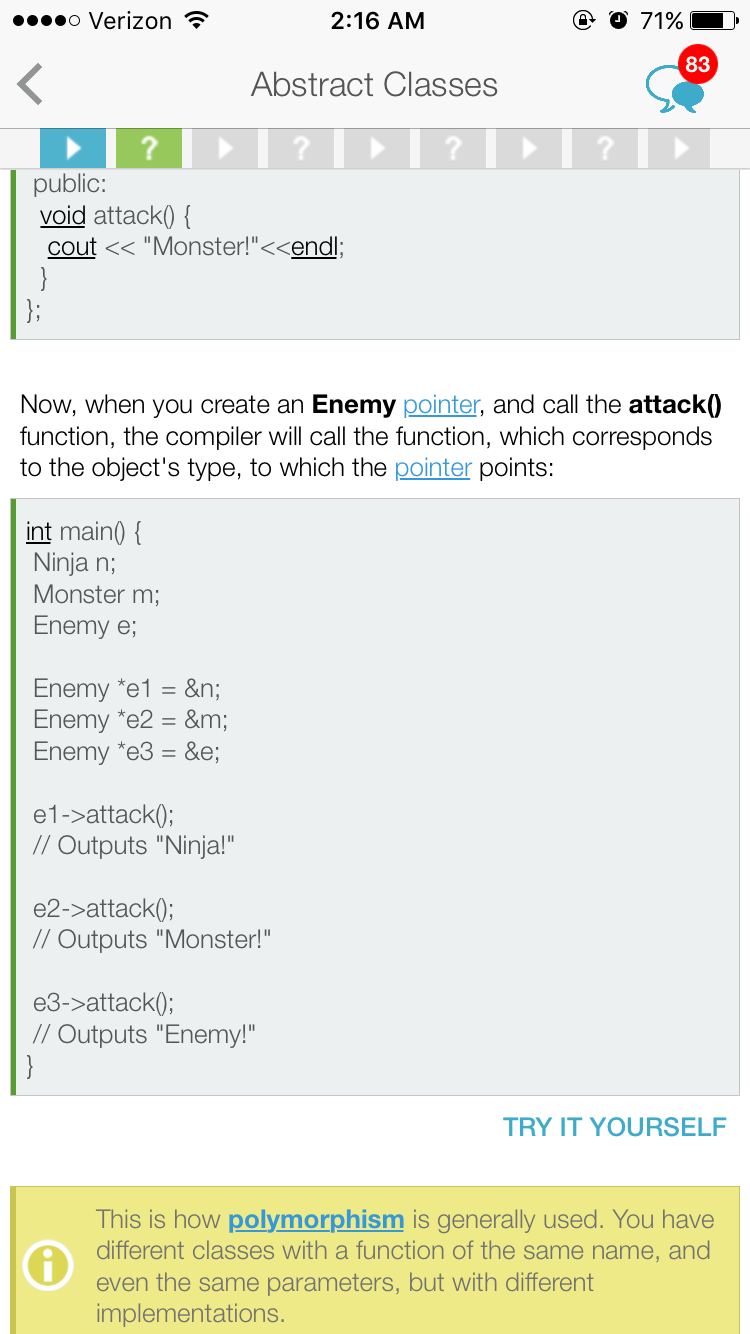 Verizon 2:16 AM 71%
Abstract Classes 83
? ? ? ?
public:
void attack() {
cout << "Monster!"<<endl;
}
};
Now, when you create an Enemy pointer, and call the attack()
function, the compiler will call the function, which corresponds
to the object's type, to which the pointer points:
int main() {
Ninja n;
Monster m;
Enemy e;
Enemy *e1 = &n;
Enemy *e2 = &m;
Enemy *e3 = &e;
e1->attack();
// Outputs "Ninja!"
e2->attack();
// Outputs "Monster!"
e3->attack();
// Outputs "Enemy!"
}
TRY IT YOURSELF
This is how polymorphism is generally used. You have
different classes with a function of the same name, and
even the same parameters, but with different
implementations.